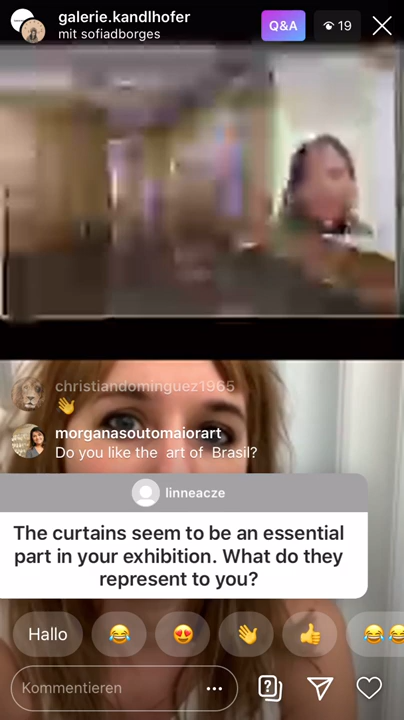 galerie.kandlhofer
mit sofiadborges
Q&A
19
christiandominguez1965
👋
morganasoutomaiorart
Do you like the art of Brasil?
linneacze
The curtains seem to be an essential
part in your exhibition. What do they
represent to you?
Hallo 😂 😍 👋 👍 😂😂
Kommentieren